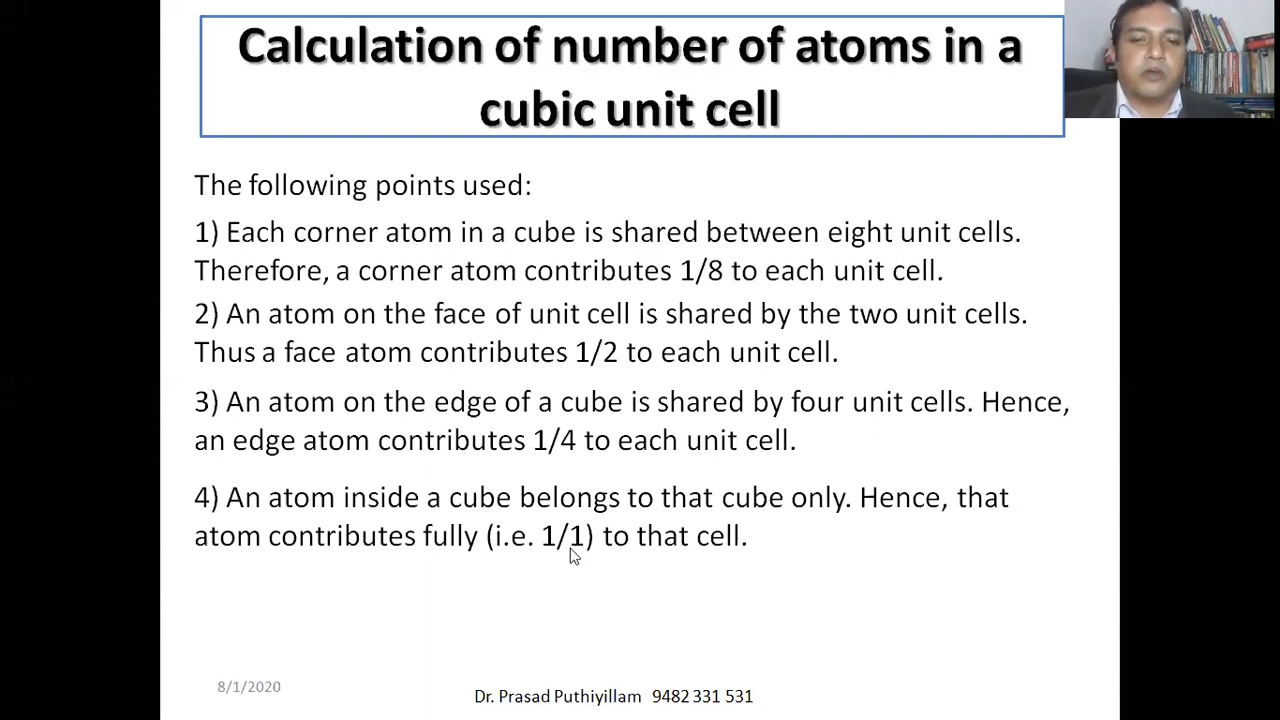 Calculation of number of atoms in a
cubic unit cell
The following points used:
1) Each corner atom in a cube is shared between eight unit cells.
Therefore, a corner atom contributes 1/8 to each unit cell.
2) An atom on the face of unit cell is shared by the two unit cells.
Thus a face atom contributes 1/2 to each unit cell.
3) An atom on the edge of a cube is shared by four unit cells. Hence,
an edge atom contributes 1/4 to each unit cell.
4) An atom inside a cube belongs to that cube only. Hence, that
atom contributes fully (i.e. 1/1) to that cell.
8/1/2020
Dr. Prasad Puthiyillam 9482 331 531